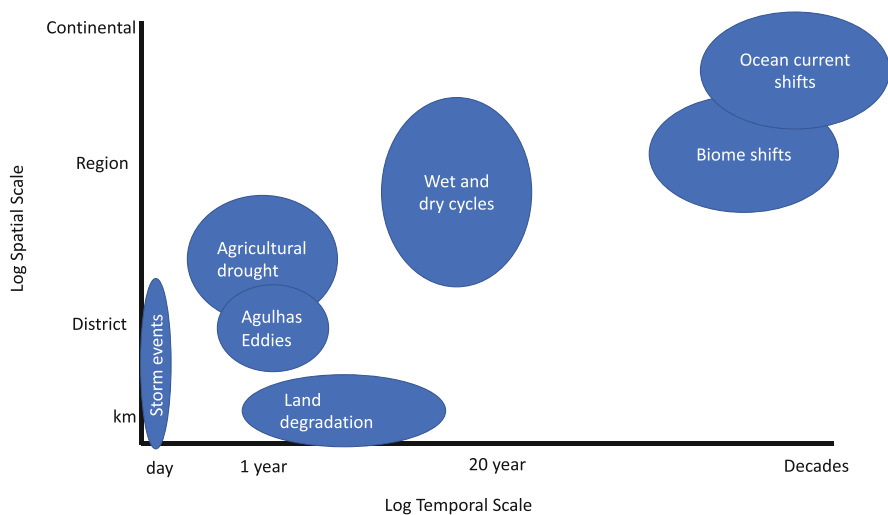 Continental
Ocean current
shifts
Region
Biome shifts
Wet and
dry cycles
Log Spatial Scale
Agricultural
drought
District
Agulhas
Eddies
Storm events
Land
degradation
km
day
1 year
20 year
Decades
Log Temporal Scale